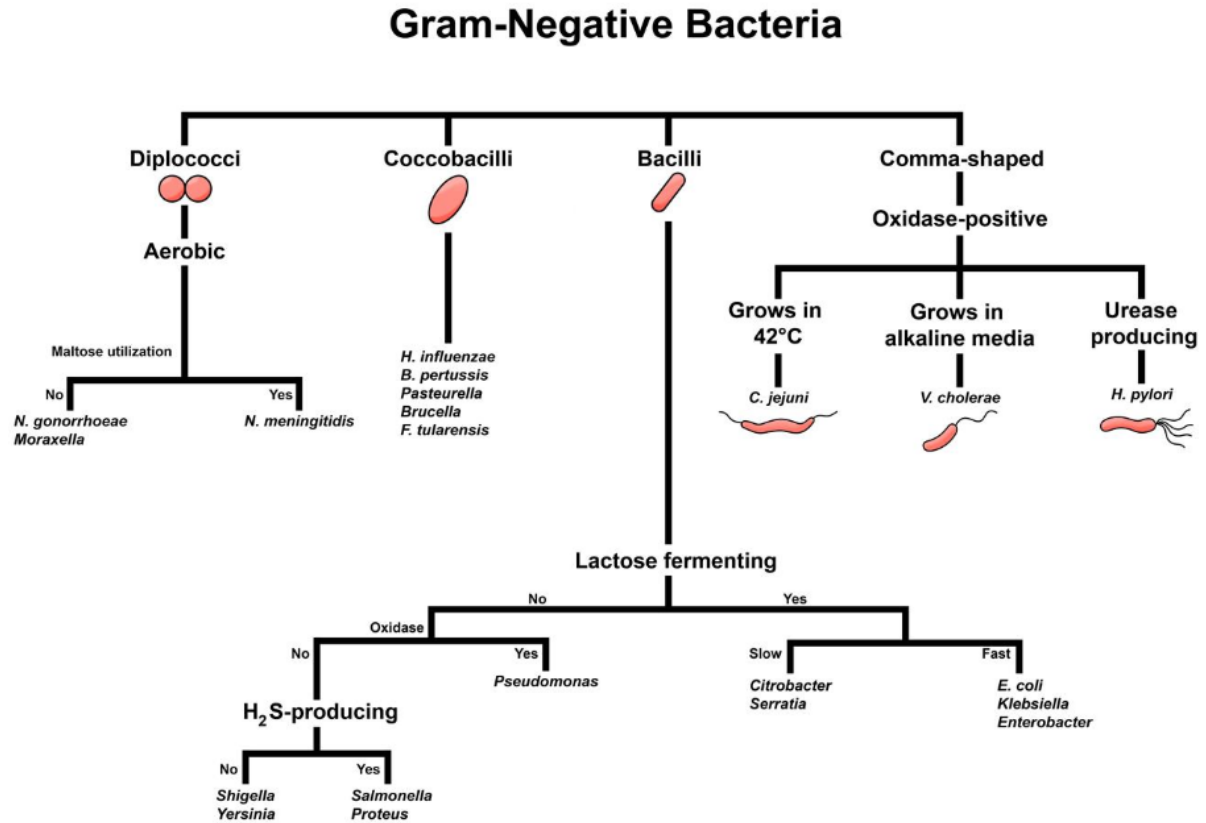 Gram-Negative Bacteria
Diplococci
Coccobacilli
Bacilli
Comma-shaped
Aerobic
Oxidase-positive
Maltose utilization
No
Yes
N. gonorrhoeae
Moraxella
N. meningitidis
H. influenzae
B. pertussis
Pasteurella
Brucella
F. tularensis
Grows in
42°C
C. jejuni
Grows in
alkaline media
V. cholerae
Urease
producing
H. pylori
Lactose fermenting
No
Yes
Oxidase
No
Yes
Pseudomonas
Slow
Fast
Citrobacter
Serratia
E. coli
Klebsiella
Enterobacter
H₂S-producing
No
Yes
Shigella
Yersinia
Salmonella
Proteus